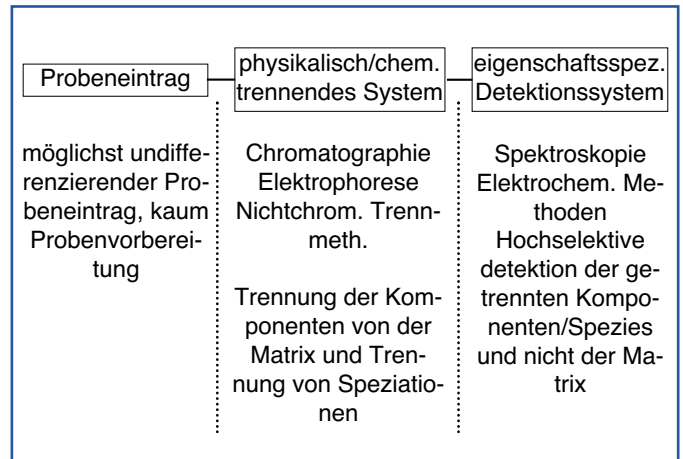 Probeneintrag
physikalisch/chem.
trennendes System
eigenschaftsspez.
Detektionssystem
möglichst undiffe-
renzierender Pro-
beneintrag, kaum
Probenvorberei-
tung
Chromatographie
Elektrophorese
Nichtchrom. Trenn-
meth.
Trennung der Kom-
ponenten von der
Matrix und Tren-
nung von Speziatio-
nen
Spektroskopie
Elektrochem. Me-
thoden
Hochselektive
detektion der ge-
trennten Kompo-
nenten/Spezies
und nicht der Ma-
trix